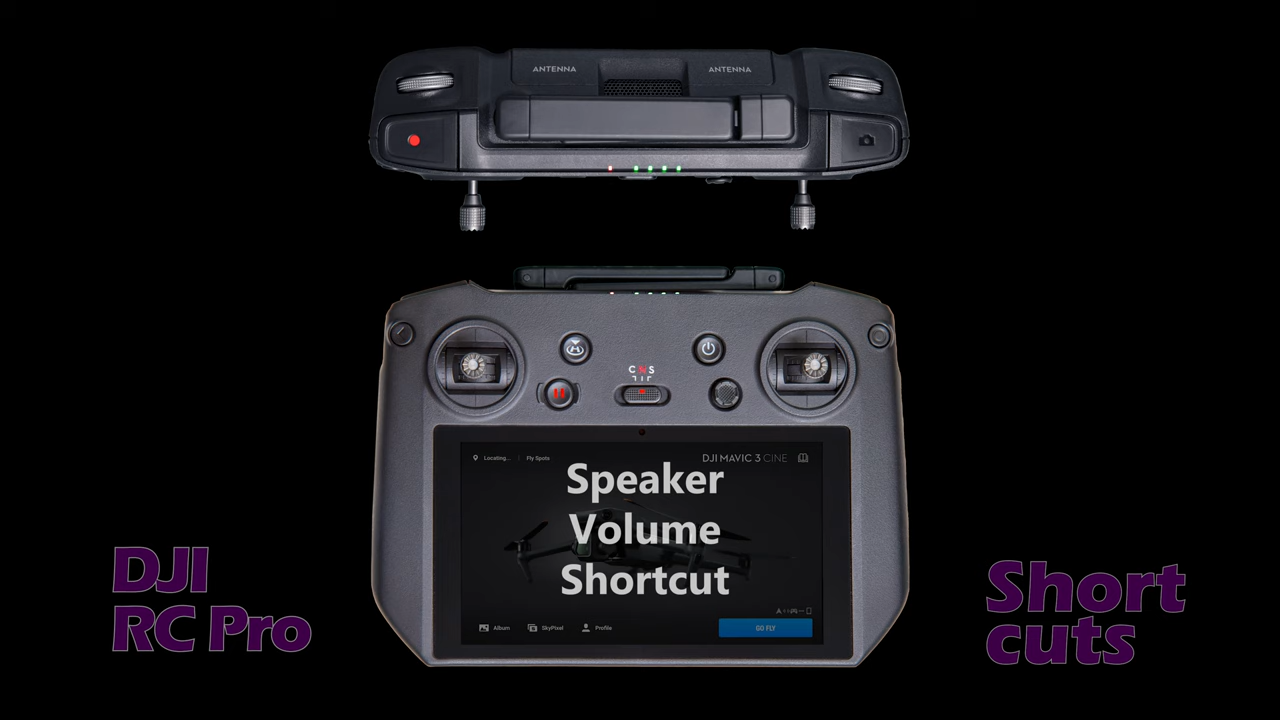 ANTENNA ANTENNA
C S
Locating... Fly Spots DJI MAVIC 3 CINE
Speaker
Volume
Shortcut
Album SkyPixel Profile GO FLY
DJI
RC Pro
Short
cuts